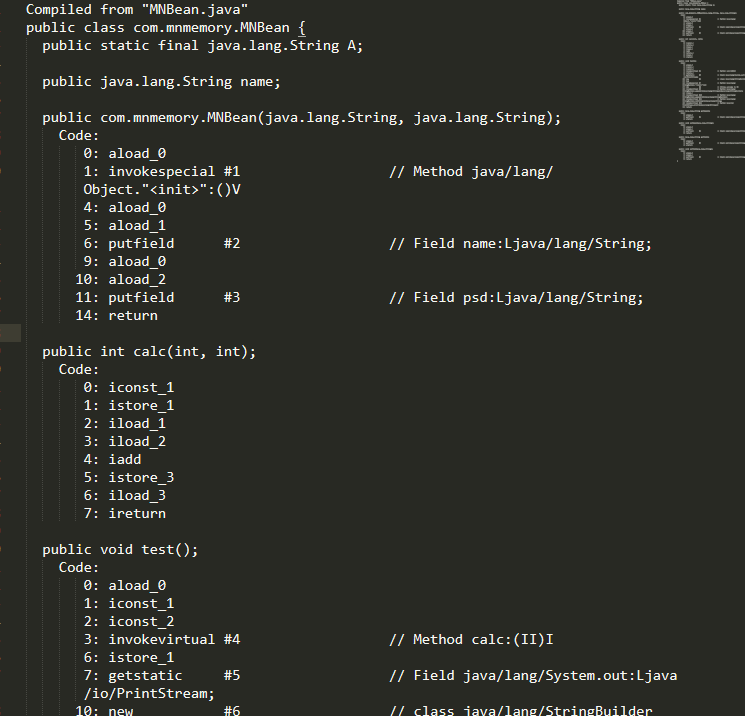 Compiled from "MNBean.java"
public class com.mnmemory.MNBean {
  public static final java.lang.String A;
  public java.lang.String name;
  public com.mnmemory.MNBean(java.lang.String, java.lang.String);
    Code:
       0: aload_0
       1: invokespecial #1                  // Method java/lang/
       Object."<init>":()V
       4: aload_0
       5: aload_1
       6: putfield      #2                  // Field name:Ljava/lang/String;
       9: aload_0
      10: aload_2
      11: putfield      #3                  // Field psd:Ljava/lang/String;
      14: return
  public int calc(int, int);
    Code:
       0: iconst_1
       1: istore_1
       2: iload_1
       3: iload_2
       4: iadd
       5: istore_3
       6: iload_3
       7: ireturn
  public void test();
    Code:
       0: aload_0
       1: iconst_1
       2: iconst_2
       3: invokevirtual #4                  // Method calc:(II)I
       6: istore_1
       7: getstatic     #5                  // Field java/lang/System.out:Ljava
       /io/PrintStream;
      10: new           #6                  // class java/lang/StringBuilder